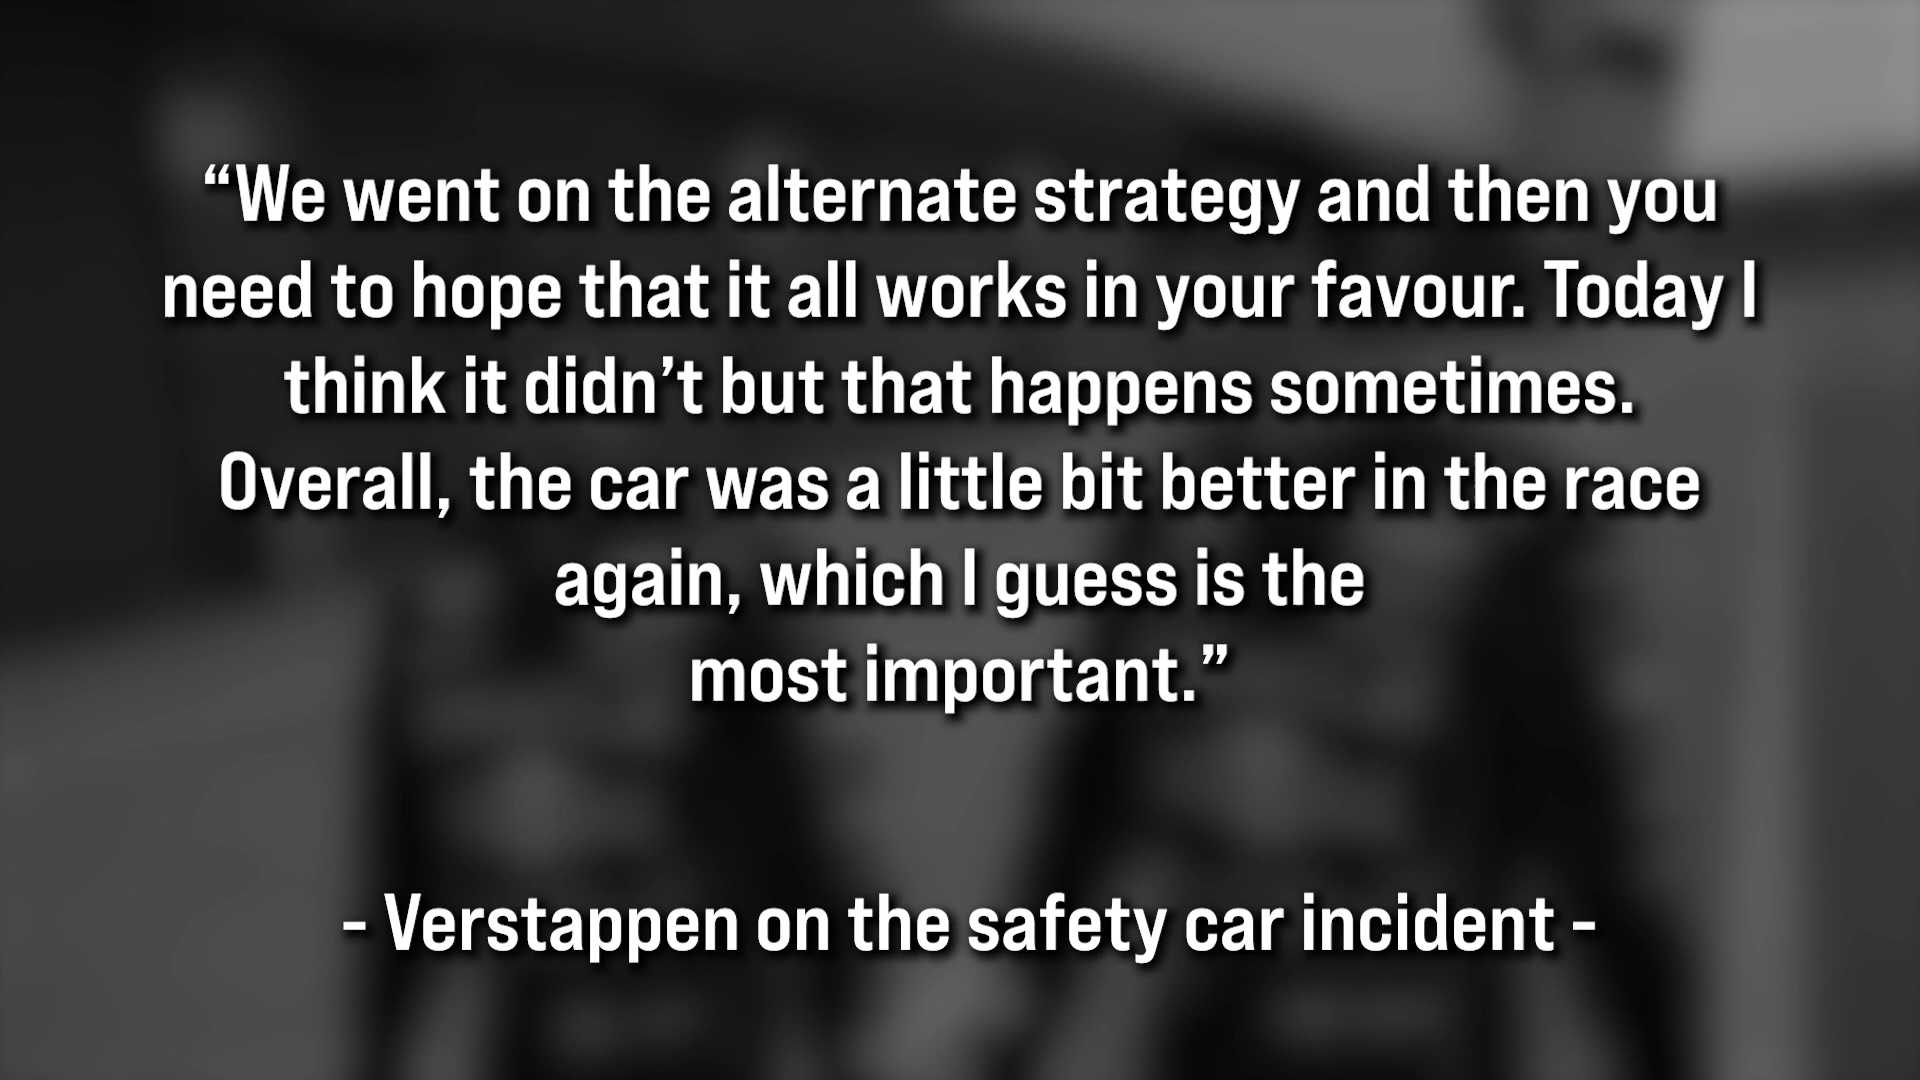 “We went on the alternate strategy and then you
need to hope that it all works in your favour. Today I
think it didn’t but that happens sometimes.
Overall, the car was a little bit better in the race
again, which I guess is the
most important.”
- Verstappen on the safety car incident -